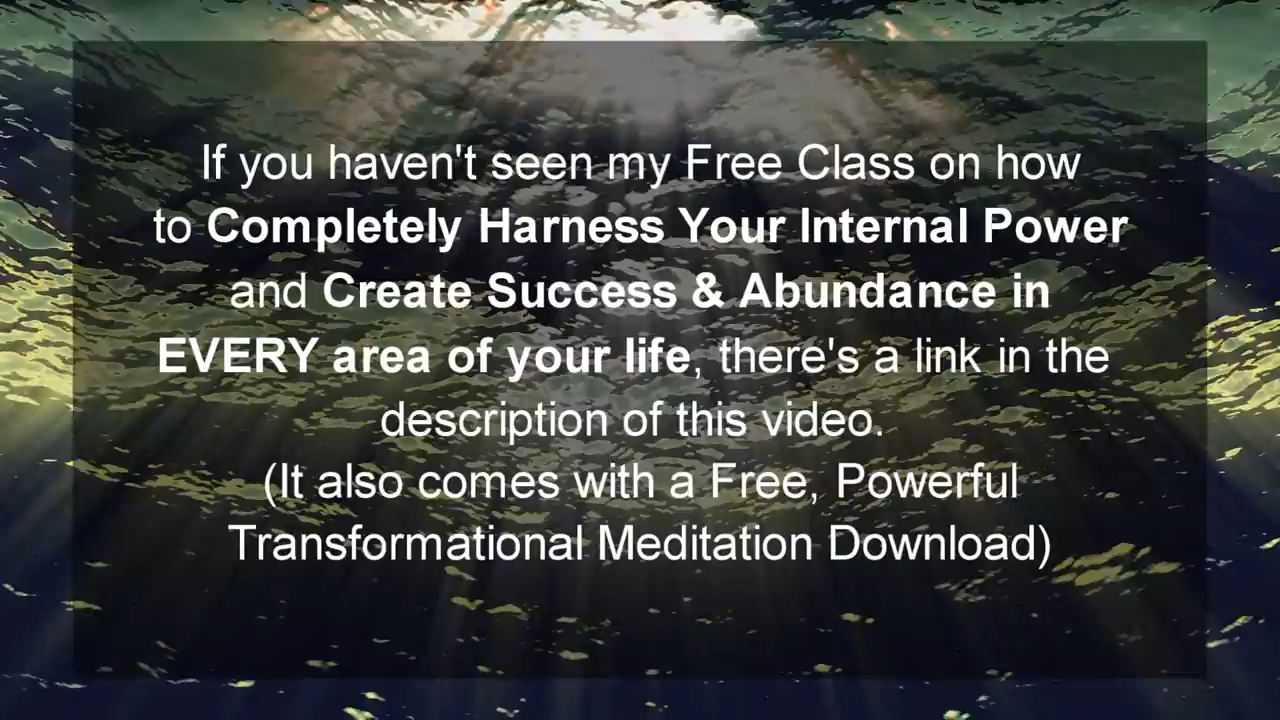 If you haven't seen my Free Class on how
to Completely Harness Your Internal Power
and Create Success & Abundance in
EVERY area of your life, there's a link in the
description of this video.
(It also comes with a Free, Powerful
Transformational Meditation Download)